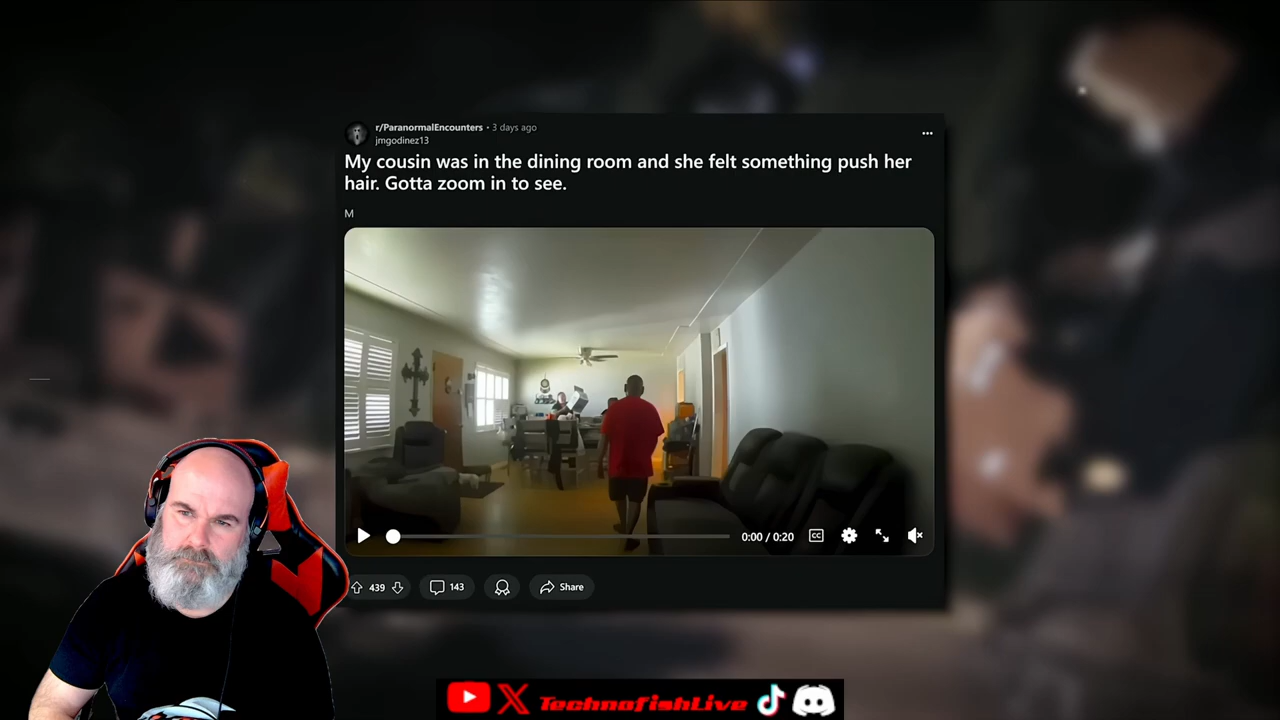 r/ParanormalEncounters • 3 days ago
jmgodinez13
My cousin was in the dining room and she felt something push her
hair. Gotta zoom in to see.
M
0:00 / 0:20
CC
439
143
Share
TechnofishLive